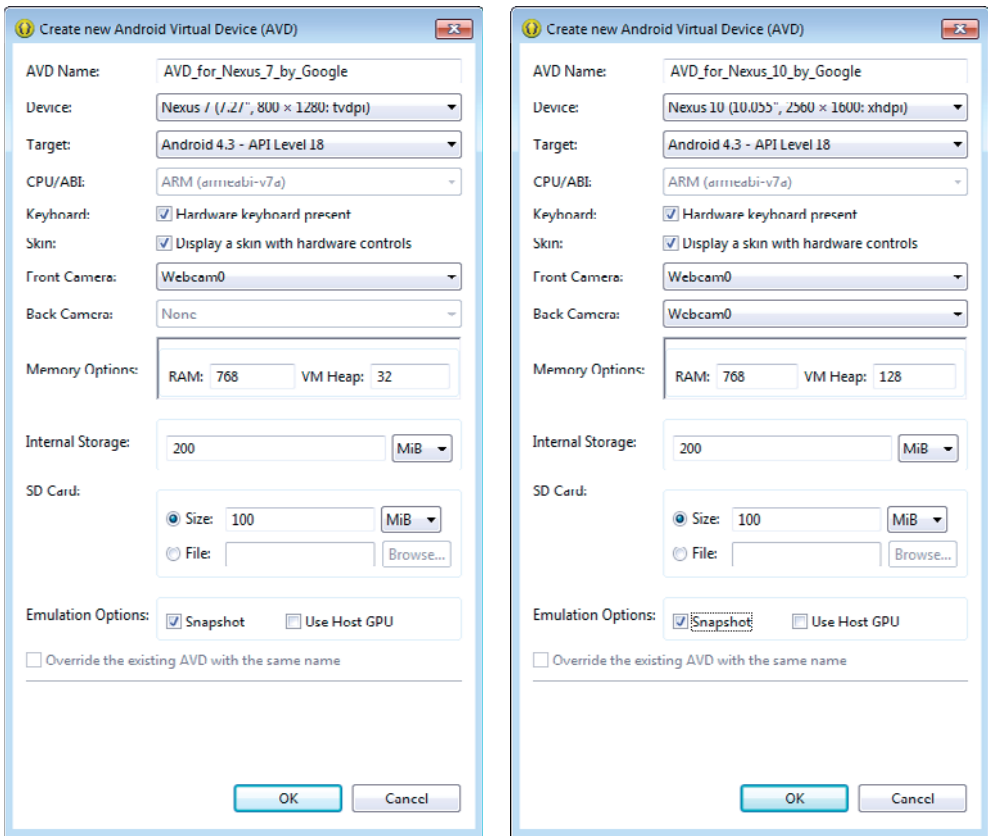 Create new Android Virtual Device (AVD)
AVD Name: AVD_for_Nexus_7_by_Google
Device: Nexus 7 (7.27", 800 × 1280: tvdpi)
Target: Android 4.3 - API Level 18
CPU/ABI: ARM (armeabi-v7a)
Keyboard: Hardware keyboard present
Skin: Display a skin with hardware controls
Front Camera: Webcam0
Back Camera: None
Memory Options: RAM: 768 VM Heap: 32
Internal Storage: 200 MiB
SD Card:
Size: 100 MiB
File: Browse...
Emulation Options: Snapshot Use Host GPU
Override the existing AVD with the same name
OK Cancel
Create new Android Virtual Device (AVD)
AVD Name: AVD_for_Nexus_10_by_Google
Device: Nexus 10 (10.055", 2560 × 1600: xhdpi)
Target: Android 4.3 - API Level 18
CPU/ABI: ARM (armeabi-v7a)
Keyboard: Hardware keyboard present
Skin: Display a skin with hardware controls
Front Camera: Webcam0
Back Camera: Webcam0
Memory Options: RAM: 768 VM Heap: 128
Internal Storage: 200 MiB
SD Card:
Size: 100 MiB
File: Browse...
Emulation Options: Snapshot Use Host GPU
Override the existing AVD with the same name
OK Cancel